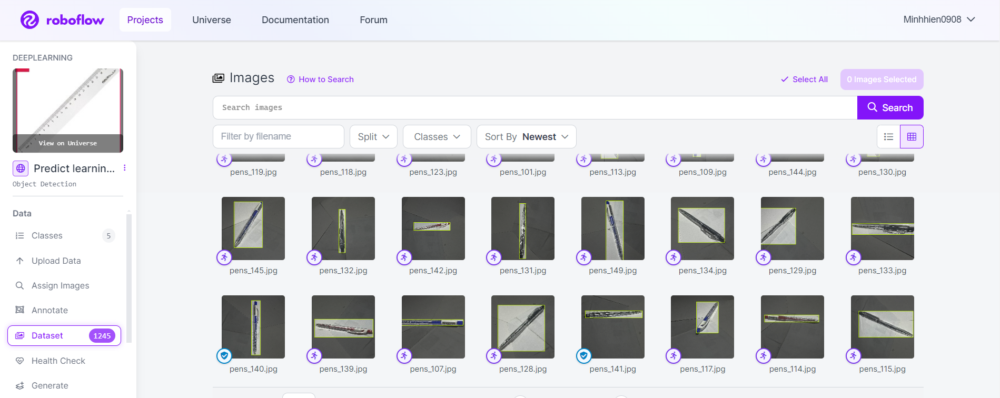 roboflow
Projects
Universe
Documentation
Forum
Minhhien0908
DEEPLEARNING
View on Universe
Predict learnin...
Object Detection
Data
Classes 5
Upload Data
Assign Images
Annotate
Dataset 1245
Health Check
Generate
Images
How to Search
Select All
0 Images Selected
Search images
Search
Filter by filename
Split
Classes
Sort By Newest
pens_119.jpg
pens_118.jpg
pens_123.jpg
pens_101.jpg
pens_113.jpg
pens_109.jpg
pens_144.jpg
pens_130.jpg
pens_145.jpg
pens_132.jpg
pens_142.jpg
pens_131.jpg
pens_149.jpg
pens_134.jpg
pens_129.jpg
pens_133.jpg
pens_140.jpg
pens_139.jpg
pens_107.jpg
pens_128.jpg
pens_141.jpg
pens_117.jpg
pens_114.jpg
pens_115.jpg